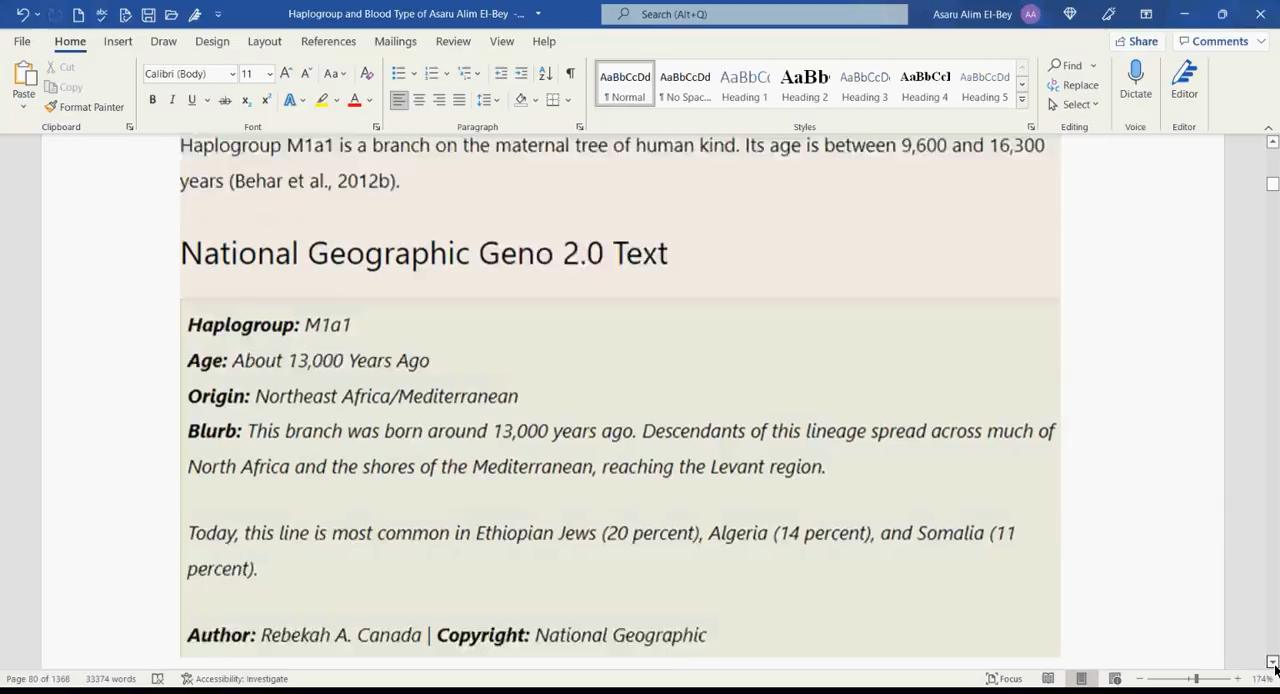 Haplogroup and Blood Type of Asaru Alim El-Bey -...
Search (Alt+Q)
Asaru Alim El-Bey
AA
File Home Insert Draw Design Layout References Mailings Review View Help
Share
Comments
Paste
Cut
Copy
Format Painter
Clipboard
Calibri (Body)
11
Font
Paragraph
AaBbCcDd
¶ Normal
AaBbCcDd
¶ No Spac...
AaBbC
Heading 1
AaBb
Heading 2
AaBbCcDd
Heading 3
AaBbCcI
Heading 4
AaBbCcDd
Heading 5
Styles
Find
Replace
Select
Editing
Dictate
Voice
Editor
Editor
Haplogroup M1a1 is a branch on the maternal tree of human kind. Its age is between 9,600 and 16,300
years (Behar et al., 2012b).
National Geographic Geno 2.0 Text
Haplogroup: M1a1
Age: About 13,000 Years Ago
Origin: Northeast Africa/Mediterranean
Blurb: This branch was born around 13,000 years ago. Descendants of this lineage spread across much of
North Africa and the shores of the Mediterranean, reaching the Levant region.
Today, this line is most common in Ethiopian Jews (20 percent), Algeria (14 percent), and Somalia (11
percent).
Author: Rebekah A. Canada | Copyright: National Geographic
Page 80 of 1368
33374 words
Accessibility: Investigate
Focus
174%